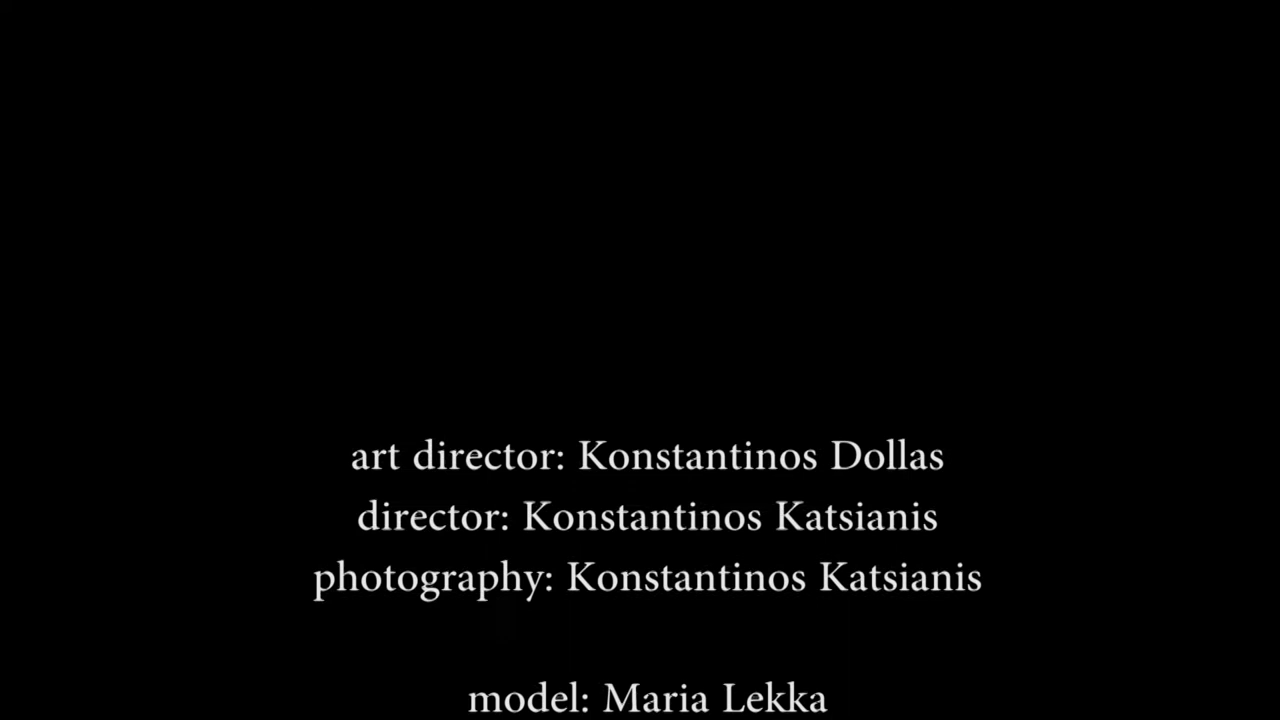 art director: Konstantinos Dollas
director: Konstantinos Katsianis
photography: Konstantinos Katsianis
model: Maria Lekka